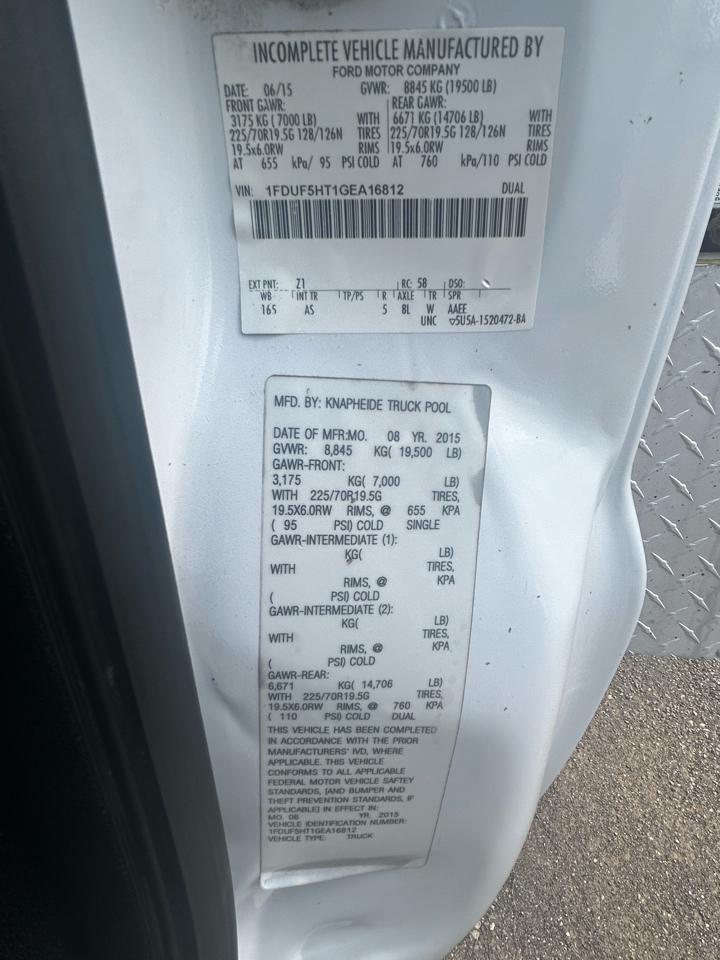 INCOMPLETE VEHICLE MANUFACTURED BY
FORD MOTOR COMPANY
DATE: 06/15 GVWR: 8845 KG (19500 LB)
FRONT GAWR: REAR GAWR:
3175 KG (7000 LB) WITH 6671 KG (14706 LB) WITH
225/70R19.5G 128/126N TIRES 225/70R19.5G 128/126N TIRES
19.5x6.0RW RIMS 19.5x6.0RW RIMS
AT 655 kPa/ 95 PSI COLD AT 760 kPa/110 PSI COLD
VIN: 1FDUF5HT1GEA16812 DUAL
EXT PNT: Z1 RC: 58 DSO:
WB INT TR TP/PS R AXLE TR SPR
165 AS 5 8L W AAEE
UNC 5U5A-1520472-BA
MFD. BY: KNAPHEIDE TRUCK POOL
DATE OF MFR:MO. 08 YR. 2015
GVWR: 8,845 KG( 19,500 LB)
GAWR-FRONT:
3,175 KG( 7,000 LB)
WITH 225/70R19.5G TIRES,
19.5X6.0RW RIMS, @ 655 KPA
( 95 PSI) COLD SINGLE
GAWR-INTERMEDIATE (1):
KG( LB)
WITH TIRES,
RIMS, @ KPA
( PSI) COLD
GAWR-INTERMEDIATE (2):
KG( LB)
WITH TIRES,
RIMS, @ KPA
( PSI) COLD
GAWR-REAR:
6,671 KG( 14,706 LB)
WITH 225/70R19.5G TIRES,
19.5X6.0RW RIMS, @ 760 KPA
( 110 PSI) COLD DUAL
THIS VEHICLE HAS BEEN COMPLETED
IN ACCORDANCE WITH THE PRIOR
MANUFACTURERS' IVD, WHERE
APPLICABLE. THIS VEHICLE
CONFORMS TO ALL APPLICABLE
FEDERAL MOTOR VEHICLE SAFTEY
STANDARDS, [AND BUMPER AND
THEFT PREVENTION STANDARDS, IF
APPLICABLE] IN EFFECT IN:
MO. 06 YR. 2015
VEHICLE IDENTIFICATION NUMBER:
1FDUF5HT1GEA16812
VEHICLE TYPE: TRUCK